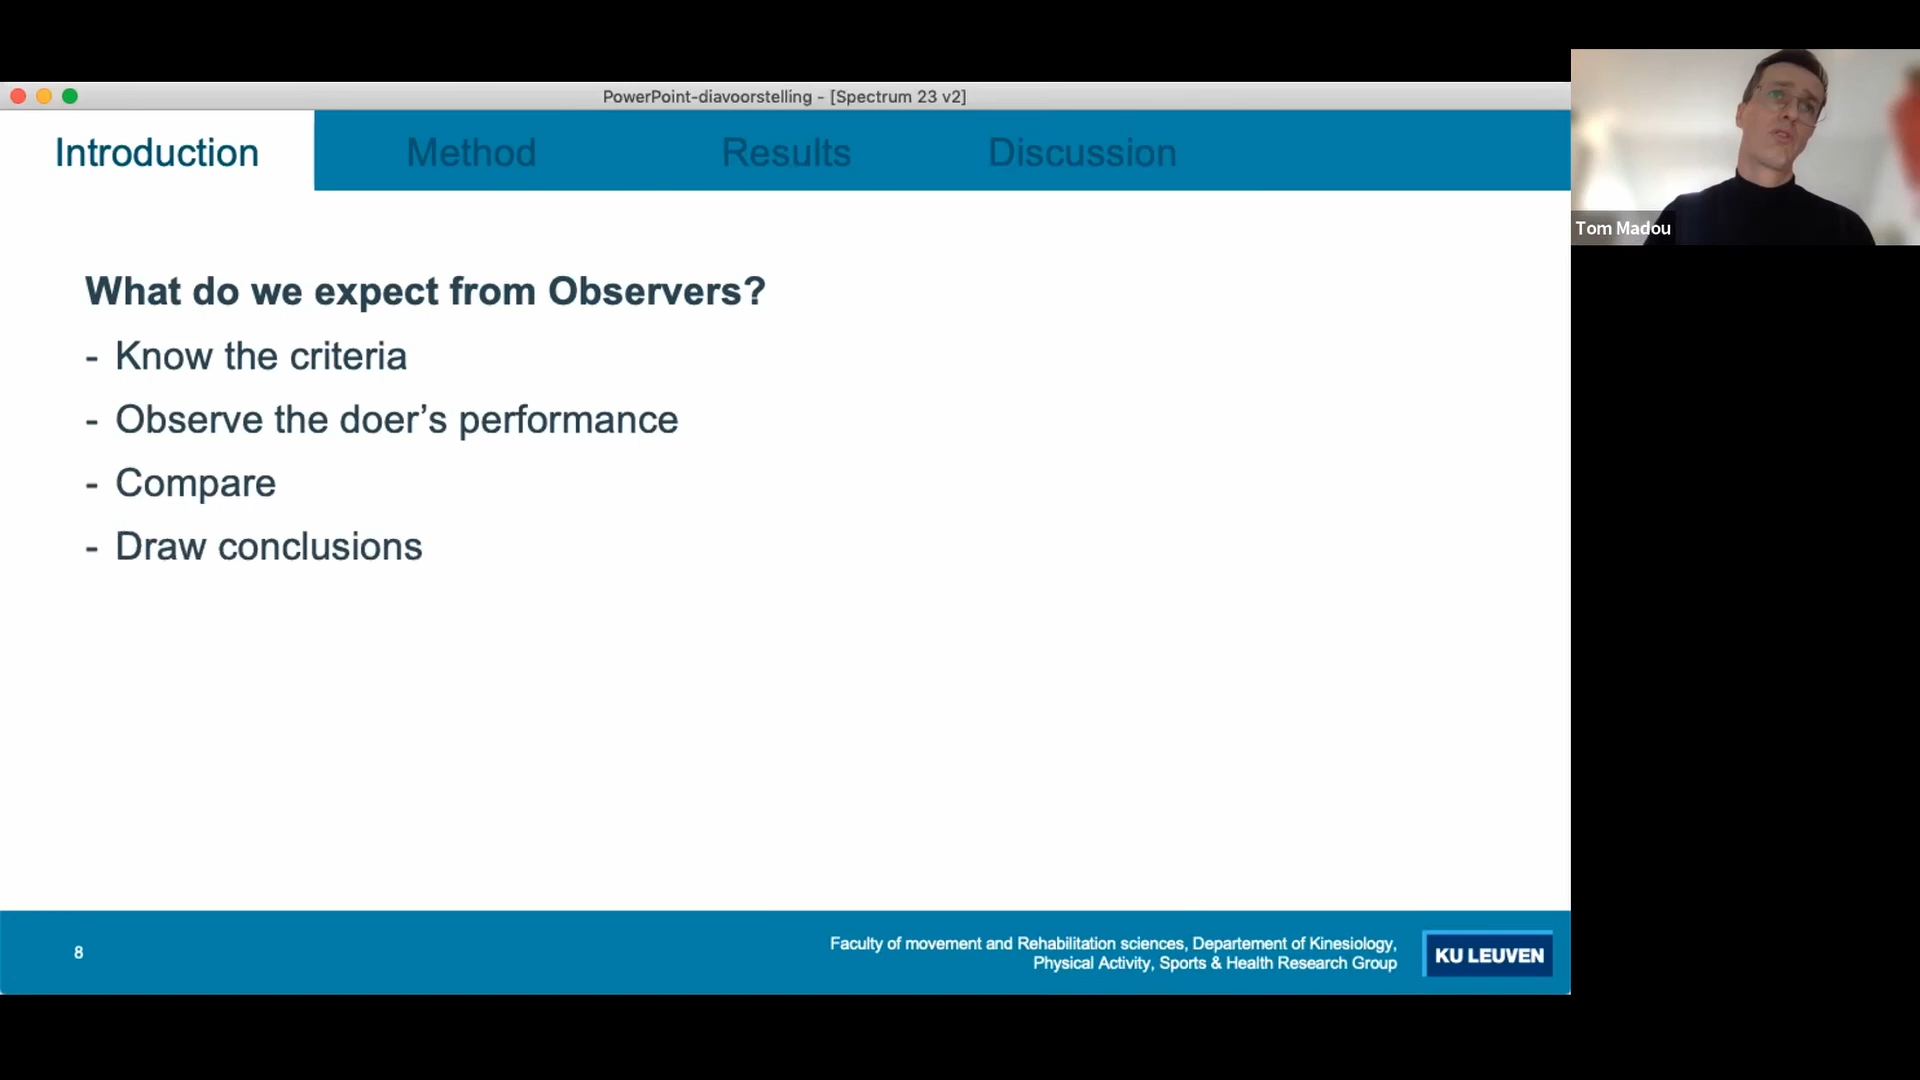 PowerPoint-diavoorstelling - [Spectrum 23 v2]
Introduction Method Results Discussion
Tom Madou
What do we expect from Observers?
- Know the criteria
- Observe the doer’s performance
- Compare
- Draw conclusions
8
Faculty of movement and Rehabilitation sciences, Departement of Kinesiology,
Physical Activity, Sports & Health Research Group
KU LEUVEN